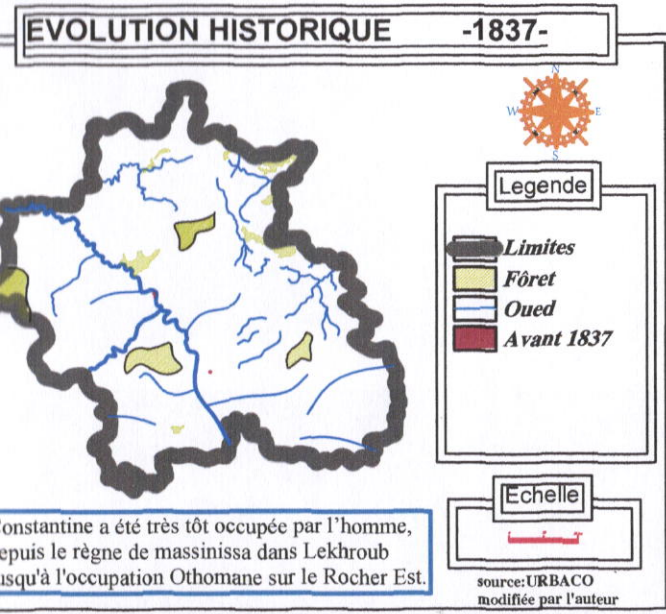 EVOLUTION HISTORIQUE -1837-
N
W E
S
Legende
Limites
Fôret
Oued
Avant 1837
Echelle
onstantine a été très tôt occupée par l'homme,
epuis le règne de massinissa dans Lekhroub
usqu'à l'occupation Othomane sur le Rocher Est.
source:URBACO
modifiée par l'auteur